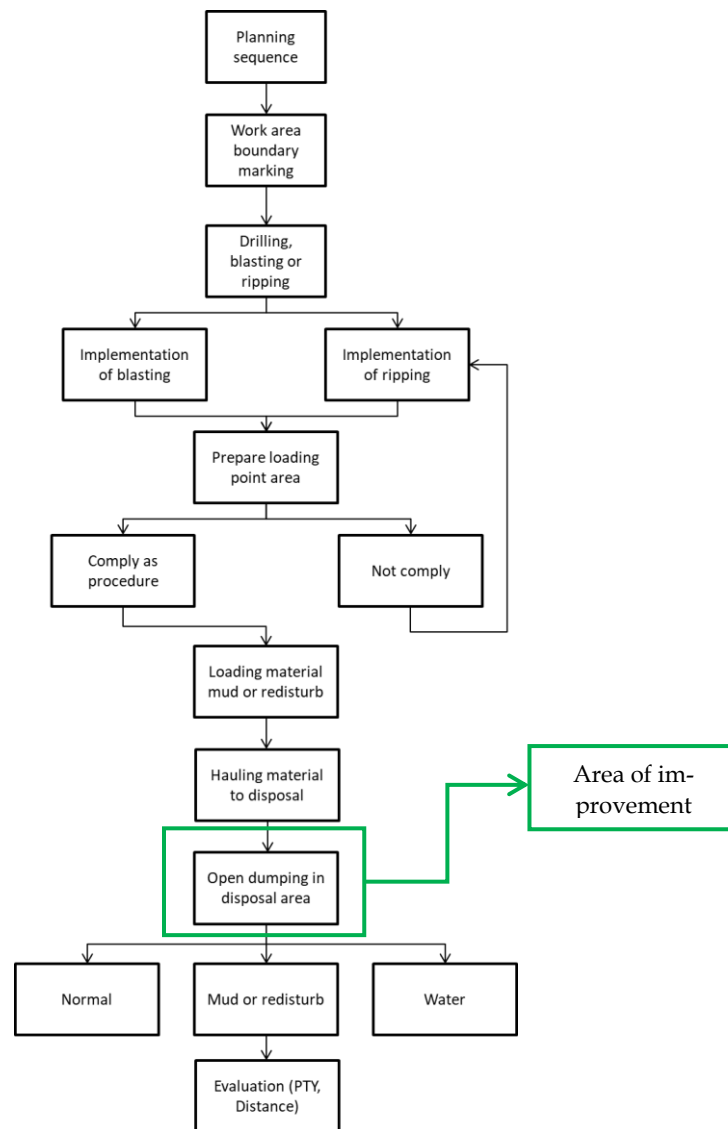 Planning
sequence
Work area
boundary
marking
Drilling,
blasting or
ripping
Implementation
of blasting
Implementation
of ripping
Prepare loading
point area
Comply as
procedure
Not comply
Loading material
mud or redisturb
Hauling material
to disposal
Area of im-
provement
Open dumping in
disposal area
Normal
Mud or redisturb
Water
Evaluation (PTY,
Distance)